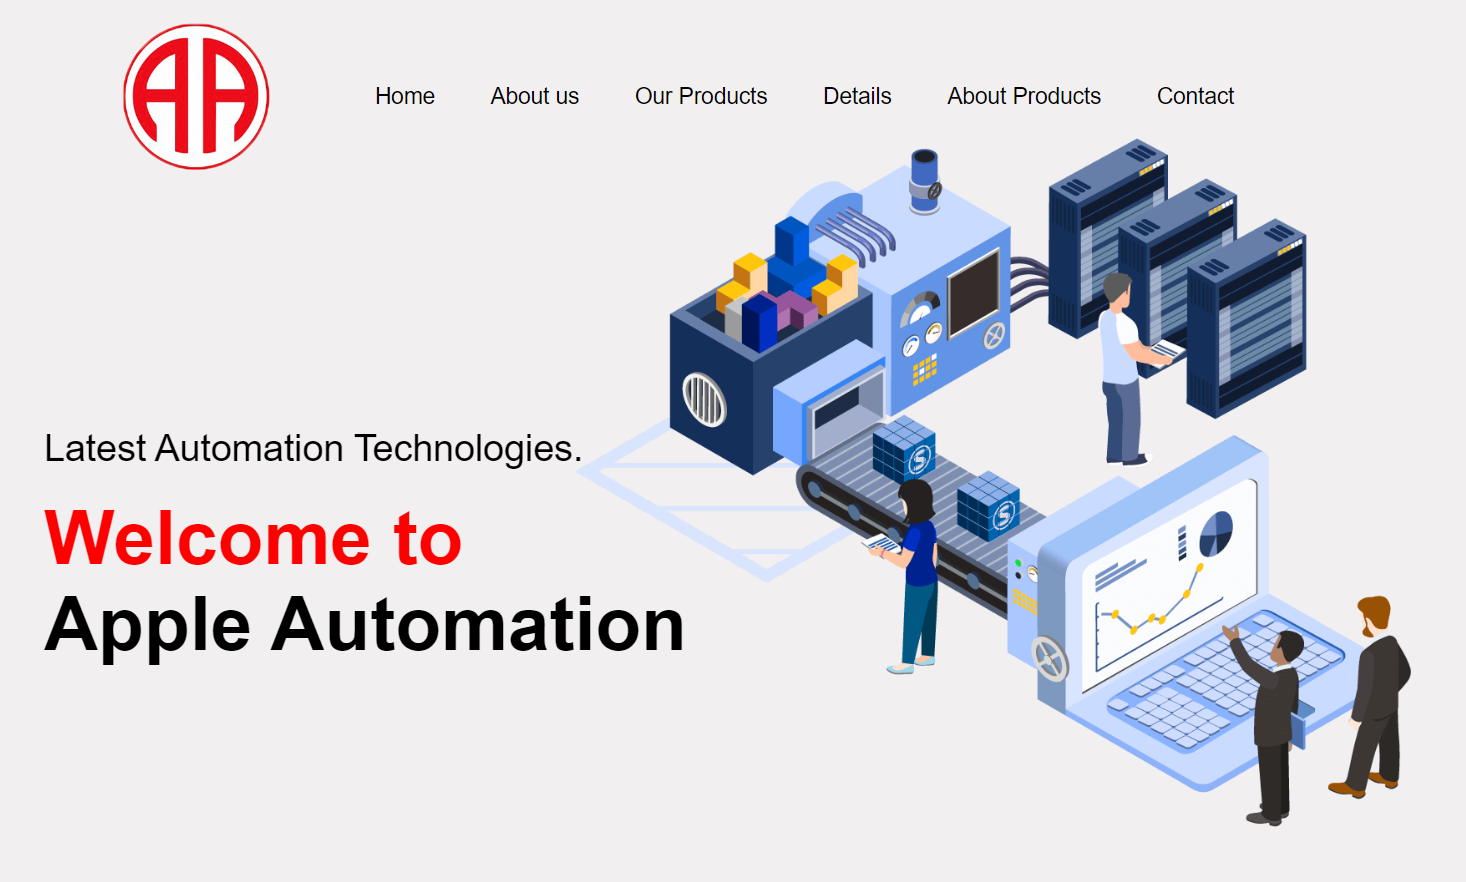 AA
Home About us Our Products Details About Products Contact
Latest Automation Technologies.
Welcome to
Apple Automation
S
S